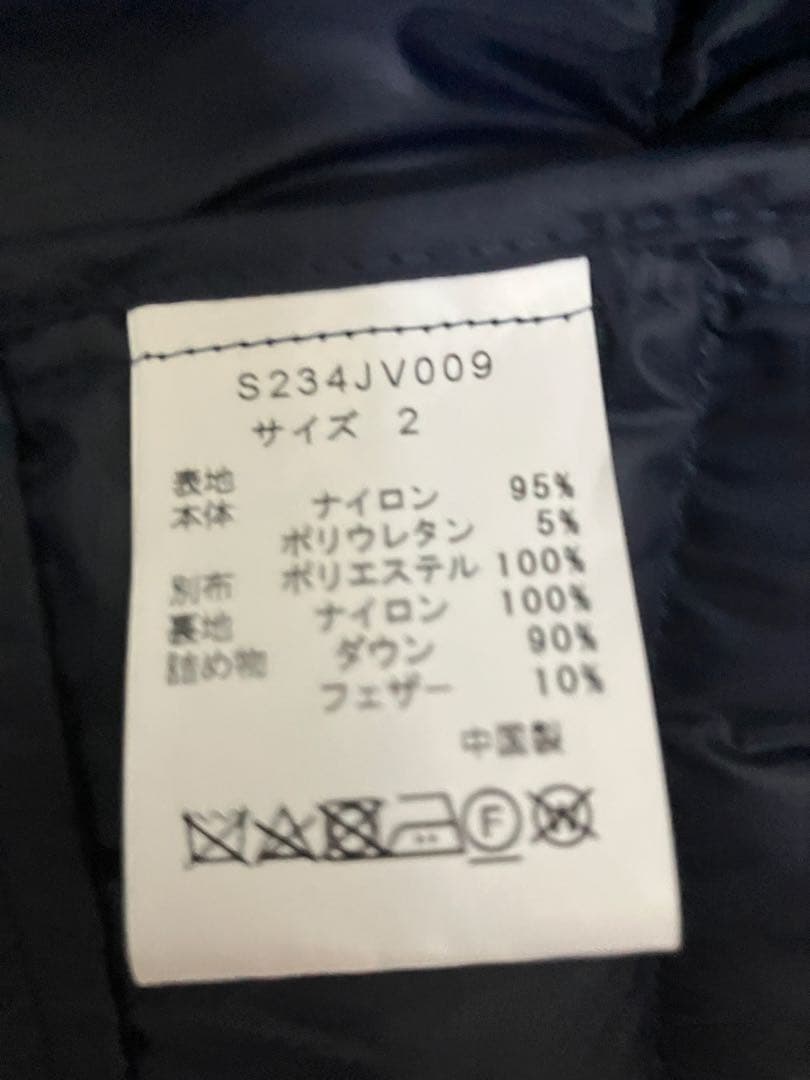 S234JV009
サイズ 2
表地
本体 ナイロン 95%
ポリウレタン 5%
別布 ポリエステル 100%
裏地 ナイロン 100%
詰め物 ダウン 90%
フェザー 10%
中国製
F W